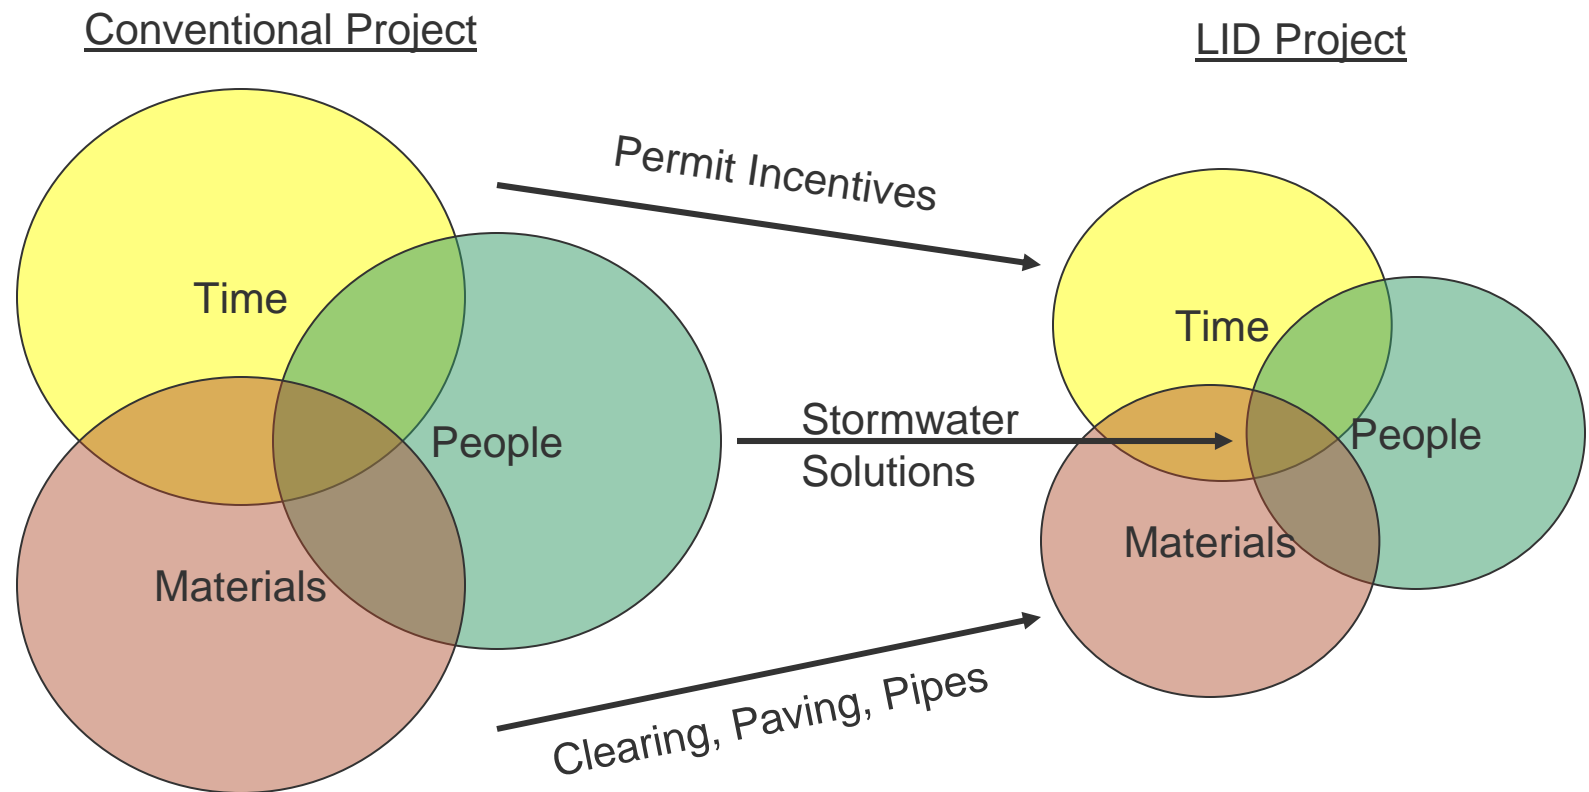 Conventional Project
LID Project
Permit Incentives
Time
Time
People
Stormwater
Solutions
People
Materials
Materials
Clearing, Paving, Pipes